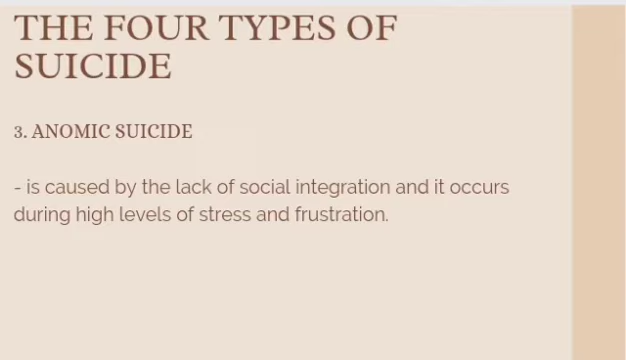 THE FOUR TYPES OF
SUICIDE
3. ANOMIC SUICIDE
- is caused by the lack of social integration and it occurs
during high levels of stress and frustration.